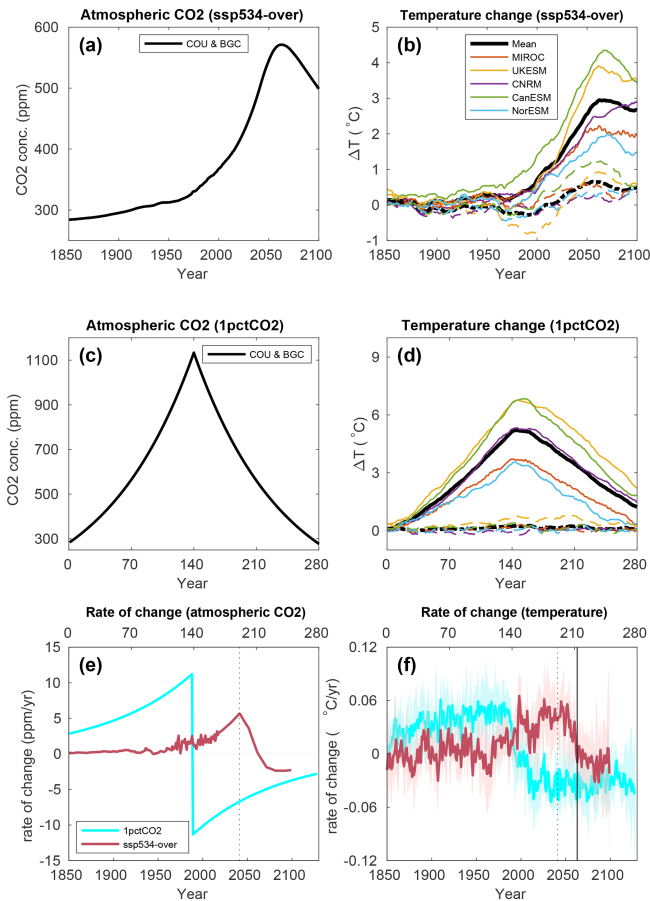 Atmospheric CO2 (ssp534-over)
(a)
COU & BGC
CO2 conc. (ppm)
600
500
400
300
1850 1900 1950 2000 2050 2100
Year
Temperature change (ssp534-over)
(b)
Mean
MIROC
UKESM
CNRM
CanESM
NorESM
ΔT ( °C)
5
4
3
2
1
0
-1
1850 1900 1950 2000 2050 2100
Year
Atmospheric CO2 (1pctCO2)
(c)
COU & BGC
CO2 conc. (ppm)
1100
900
700
500
300
0 70 140 210 280
Year
Temperature change (1pctCO2)
(d)
ΔT ( °C)
9
6
3
0
0 70 140 210 280
Year
Rate of change (atmospheric CO2)
0 70 140 210 280
(e)
rate of change (ppm/yr)
15
10
5
0
-5
-10
-15
1pctCO2
ssp534-over
1850 1900 1950 2000 2050 2100
Year
Rate of change (temperature)
0 70 140 210 280
(f)
rate of change ( °C/yr)
0.12
0.06
0
-0.06
-0.12
1850 1900 1950 2000 2050 2100
Year